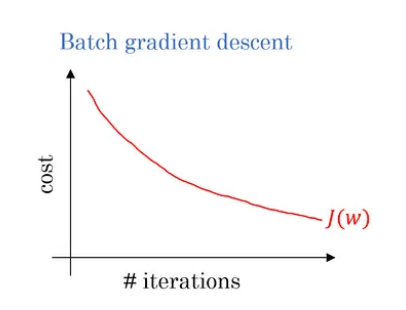 Batch gradient descent
cost
J(w)
# iterations